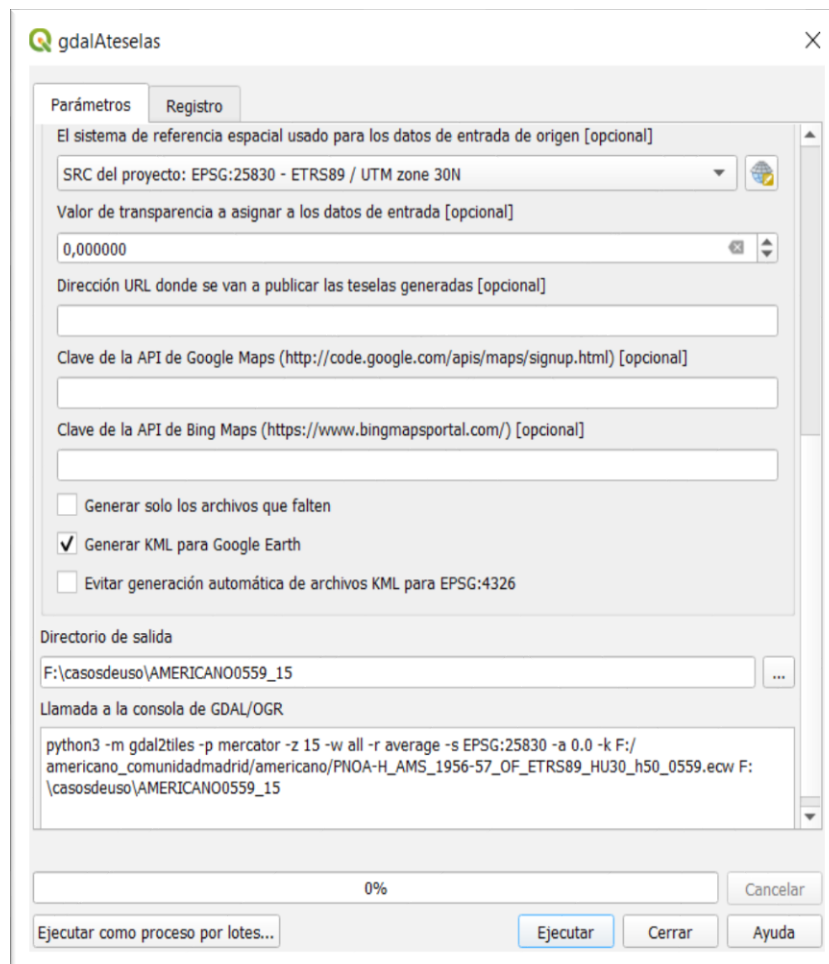 gdalAteselas
Parámetros
Registro
El sistema de referencia espacial usado para los datos de entrada de origen [opcional]
SRC del proyecto: EPSG:25830 - ETRS89 / UTM zone 30N
Valor de transparencia a asignar a los datos de entrada [opcional]
0,000000
Dirección URL donde se van a publicar las teselas generadas [opcional]
Clave de la API de Google Maps (http://code.google.com/apis/maps/signup.html) [opcional]
Clave de la API de Bing Maps (https://www.bingmapsportal.com/) [opcional]
Generar solo los archivos que falten
Generar KML para Google Earth
Evitar generación automática de archivos KML para EPSG:4326
Directorio de salida
F:\casosdeuso\AMERICANO0559_15
...
Llamada a la consola de GDAL/OGR
python3 -m gdal2tiles -p mercator -z 15 -w all -r average -s EPSG:25830 -a 0.0 -k F:/
americano_comunidadmadrid/americano/PNOA-H_AMS_1956-57_OF_ETRS89_HU30_h50_0559.ecw F:
\casosdeuso\AMERICANO0559_15
0%
Cancelar
Ejecutar como proceso por lotes...
Ejecutar
Cerrar
Ayuda